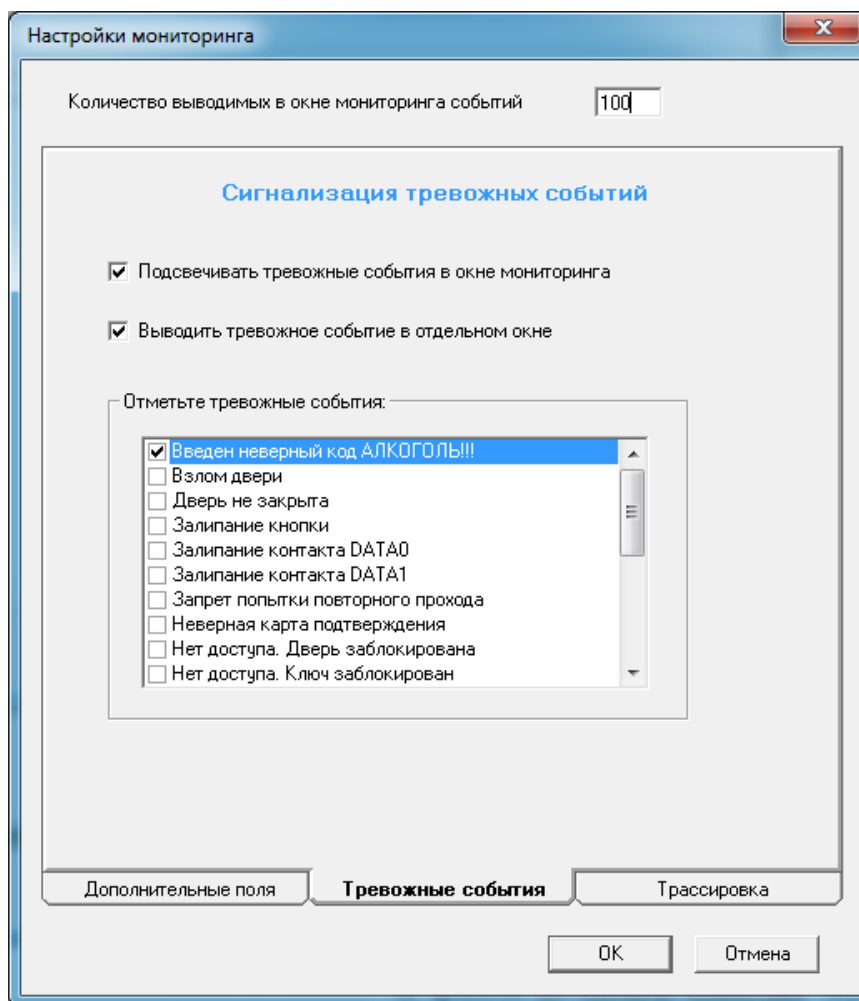 Настройки мониторинга
Количество выводимых в окне мониторинга событий 100
Сигнализация тревожных событий
Подсвечивать тревожные события в окне мониторинга
Выводить тревожное событие в отдельном окне
Отметьте тревожные события:
Введен неверный код АЛКОГОЛЬ!!!
Взлом двери
Дверь не закрыта
Залипание кнопки
Залипание контакта DATA0
Залипание контакта DATA1
Запрет попытки повторного прохода
Неверная карта подтверждения
Нет доступа. Дверь заблокирована
Нет доступа. Ключ заблокирован
Дополнительные поля Тревожные события Трассировка
OK Отмена